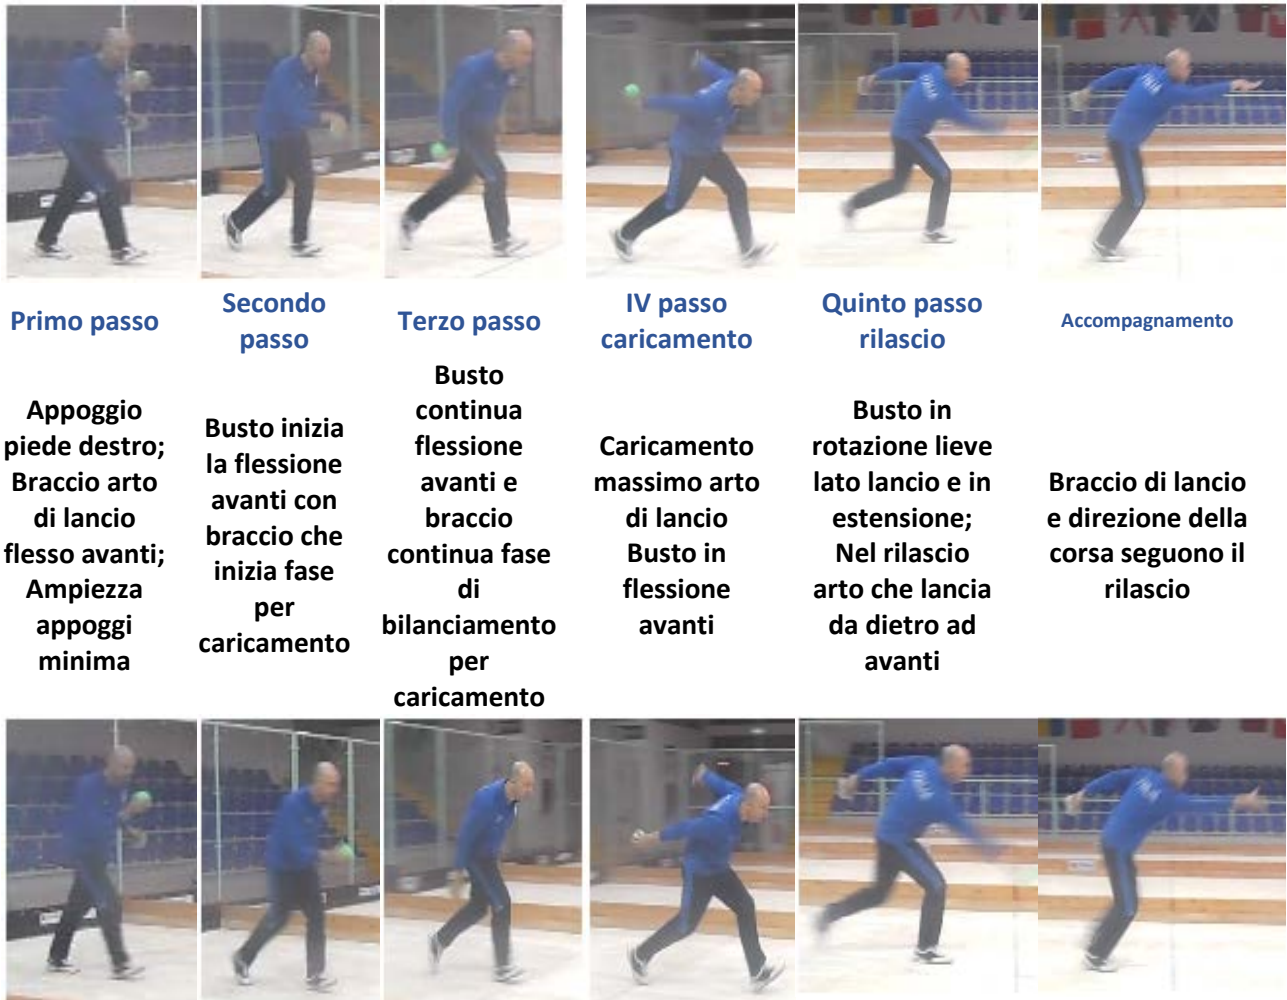 Primo passo
Secondo
passo
Terzo passo
IV passo
caricamento
Quinto passo
rilascio
Accompagnamento
Appoggio
piede destro;
Braccio arto
di lancio
flesso avanti;
Ampiezza
appoggi
minima
Busto inizia
la flessione
avanti con
braccio che
inizia fase
per
caricamento
Busto
continua
flessione
avanti e
braccio
continua fase
di
bilanciamento
per
caricamento
Caricamento
massimo arto
di lancio
Busto in
flessione
avanti
Busto in
rotazione lieve
lato lancio e in
estensione;
Nel rilascio
arto che lancia
da dietro ad
avanti
Braccio di lancio
e direzione della
corsa seguono il
rilascio